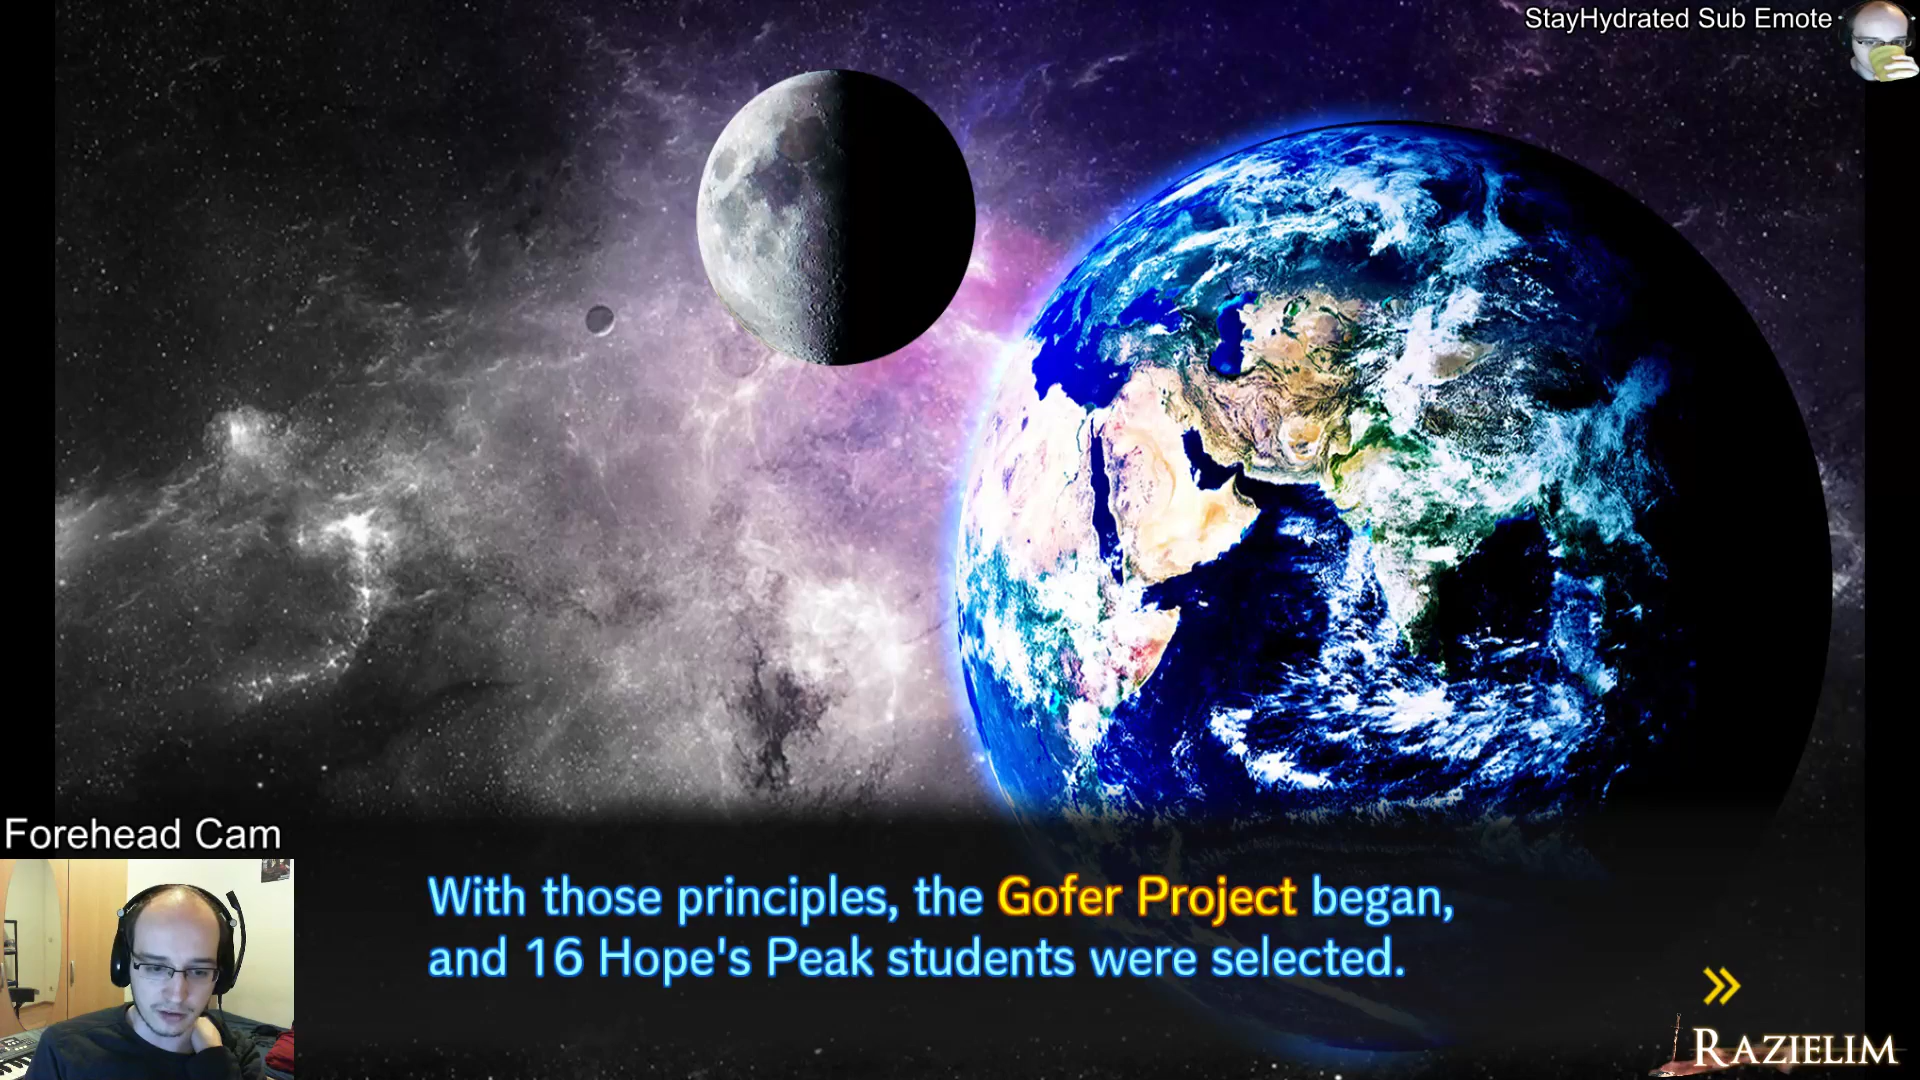 StayHydrated Sub Emote
Forehead Cam
With those principles, the Gofer Project began,
and 16 Hope's Peak students were selected.
RAZIELIM